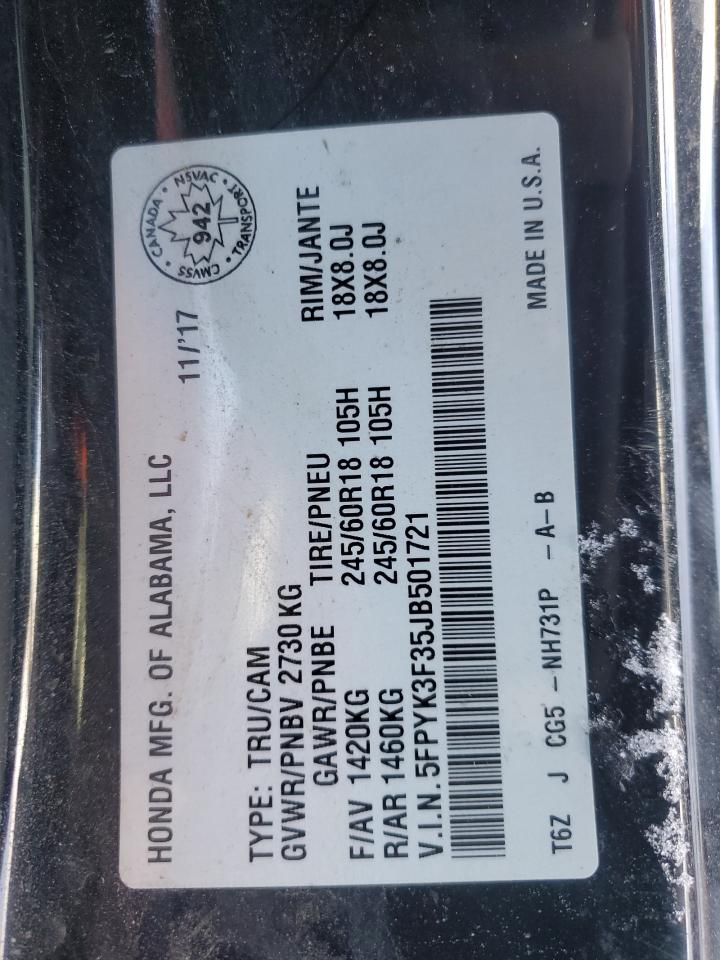 HONDA MFG. OF ALABAMA, LLC 11/'17
CANADA • NSVAC • TRANSPORT • CMVSS •
942
TYPE: TRU/CAM
GVWR/PNBV 2730 KG
GAWR/PNBE TIRE/PNEU RIM/JANTE
F/AV 1420KG 245/60R18 105H 18X8.0J
R/AR 1460KG 245/60R18 105H 18X8.0J
V.I.N. 5FPYK3F35JB501721
T6Z J CG5 -NH731P -A-B MADE IN U.S.A.